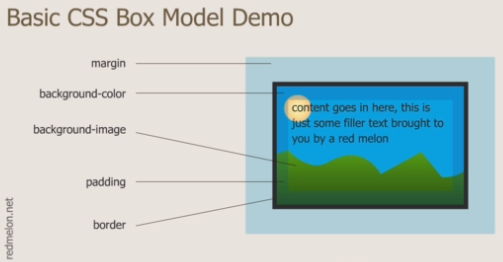 Basic CSS Box Model Demo
margin
background-color
background-image
padding
border
content goes in here, this is
just some filler text brought to
you by a red melon
redmelon.net